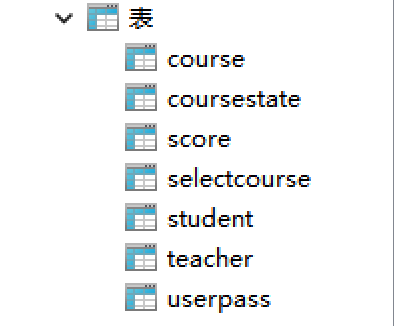 表
course
coursestate
score
selectcourse
student
teacher
userpass